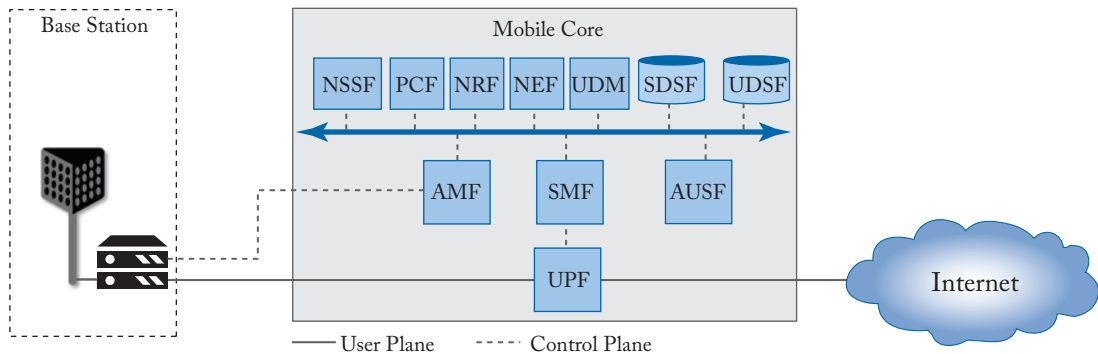 Base Station
Mobile Core
NSSF PCF NRF NEF UDM SDSF UDSF
AMF SMF AUSF
UPF
Internet
User Plane Control Plane